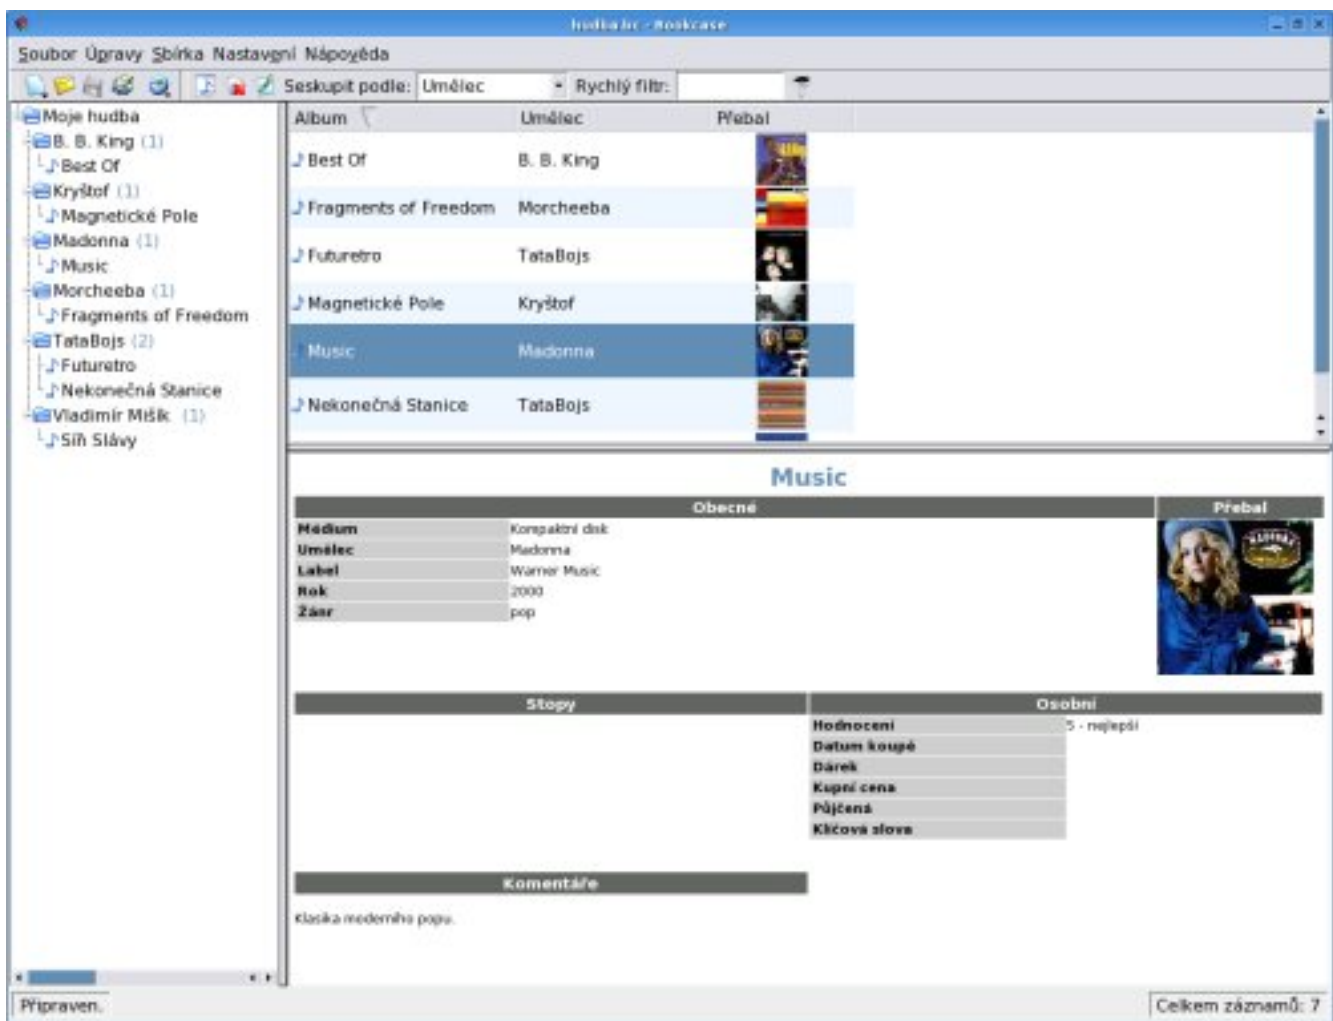 hudba.bc - Bookcase
Soubor Úpravy Sbírka Nastavení Nápověda
Seskupit podle: Umělec Rychlý filtr:
Moje hudba
B. B. King (1)
Best Of
Kryštof (1)
Magnetické Pole
Madonna (1)
Music
Morcheeba (1)
Fragments of Freedom
TataBojs (2)
Futuretro
Nekonečná Stanice
Vladimír Mišík (1)
Síň Slávy
Album Umělec Přebal
Best Of B. B. King
Fragments of Freedom Morcheeba
Futuretro TataBojs
Magnetické Pole Kryštof
Music Madonna
Nekonečná Stanice TataBojs
Music
Obecné Přebal
Médium Kompaktní disk
Umělec Madonna
Label Warner Music
Rok 2000
Žánr pop
Stopy Osobní
Hodnocení 5 - nejlepší
Datum koupě
Dárek
Kupní cena
Půjčená
Klíčová slova
Komentáře
Klasika moderního popu.
Připraven. Celkem záznamů: 7